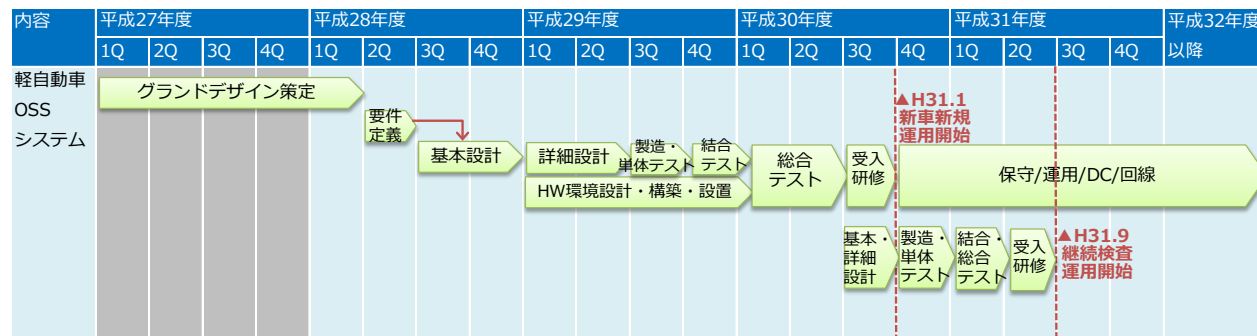 内容
平成27年度
平成28年度
平成29年度
平成30年度
平成31年度
平成32年度
以降
1Q 2Q 3Q 4Q 1Q 2Q 3Q 4Q 1Q 2Q 3Q 4Q 1Q 2Q 3Q 4Q 1Q 2Q 3Q 4Q
軽自動車
OSS
システム
グランドデザイン策定
要件
定義
基本設計
詳細設計
製造・
単体テスト
結合
テスト
HW環境設計・構築・設置
総合
テスト
受入
研修
▲H31.1
新車新規
運用開始
保守/運用/DC/回線
基本・
詳細
設計
製造・
単体
テスト
結合・
総合
テスト
受入
研修
▲H31.9
継続検査
運用開始